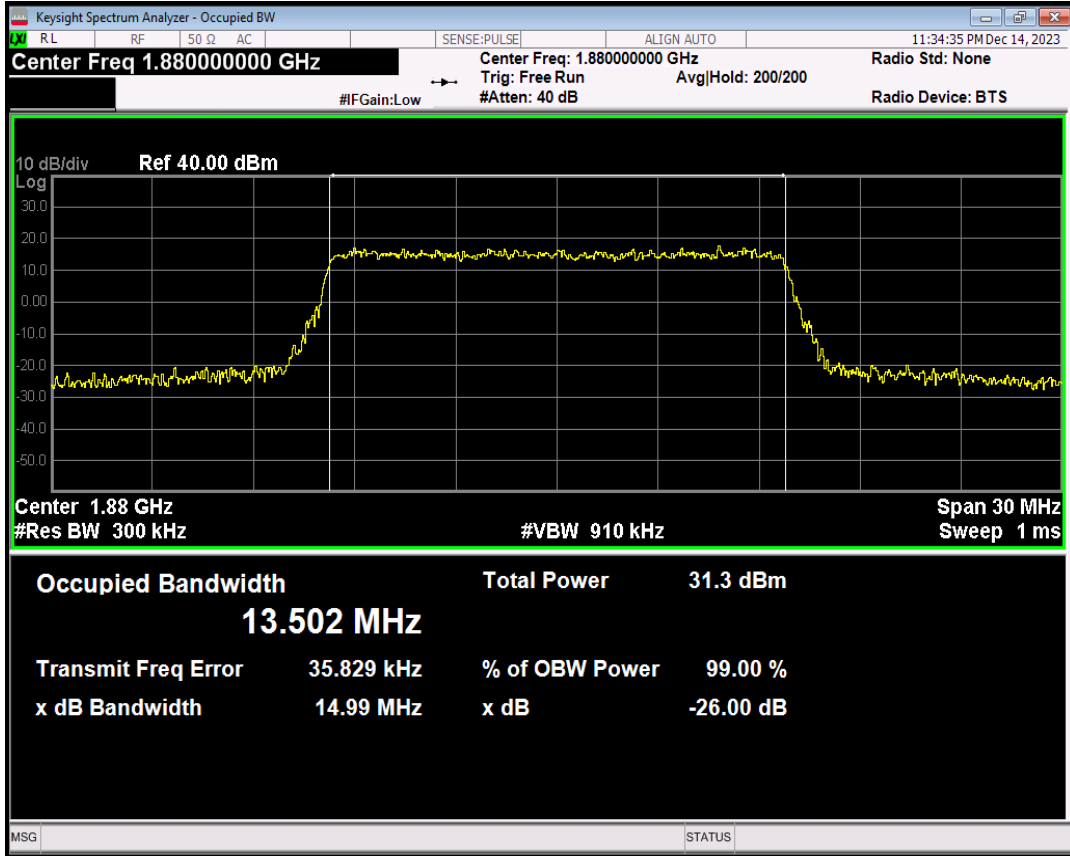 Keysight Spectrum Analyzer - Occupied BW
LXI RL RF 50 Ω AC SENSE:PULSE ALIGN AUTO 11:34:35 PM Dec 14, 2023
Center Freq 1.880000000 GHz
Center Freq: 1.880000000 GHz
Radio Std: None
Trig: Free Run Avg|Hold: 200/200
#IFGain:Low #Atten: 40 dB Radio Device: BTS
10 dB/div Ref 40.00 dBm
Log
30.0
20.0
10.0
0.00
-10.0
-20.0
-30.0
-40.0
-50.0
Center 1.88 GHz Span 30 MHz
#Res BW 300 kHz #VBW 910 kHz Sweep 1 ms
Occupied Bandwidth Total Power 31.3 dBm
13.502 MHz
Transmit Freq Error 35.829 kHz % of OBW Power 99.00 %
x dB Bandwidth 14.99 MHz x dB -26.00 dB
MSG STATUS